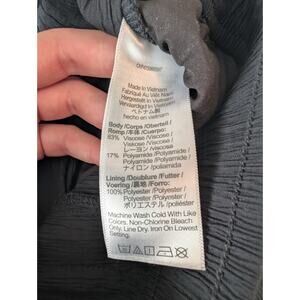 Made in Vietnam
Fabriqué Au Viêt Nam
Hergestellt in Vietnam
Vervaardigd in Vietnam
ベトナム製
hecho en vietnam
Body /Corps /Oberteil /
Romp /本体 /Cuerpo:
83% Viscose /Viscose /
Viskose /Viscose /
レーヨン /viscosa
17% Polyamide /Polyamide /
Polyamid /Polyamide /
ナイロン /poliamida
Lining /Doublure /Futter /
Voering /裏地 /Forro:
100% Polyester /Polyester /
Polyester /Polyester /
ポリエステル /poliéster
Machine Wash Cold With Like
Colors. Non-Chlorine Bleach
Only. Line Dry. Iron On Lowest
Setting.